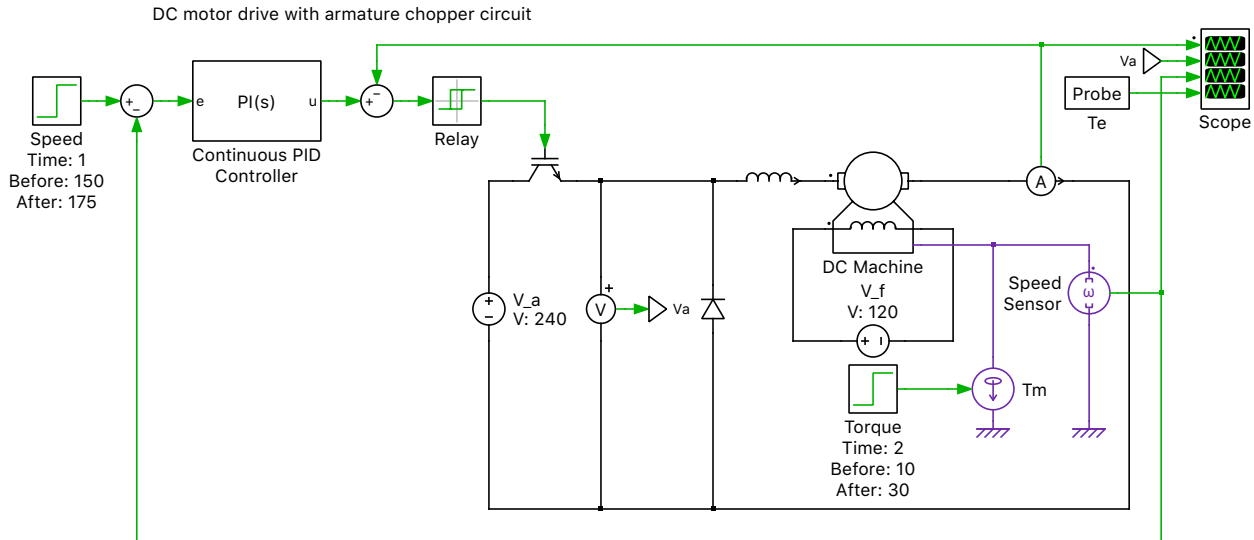 DC motor drive with armature chopper circuit
Speed
Time: 1
Before: 150
After: 175
+
−
e
PI(s)
u
Continuous PID
Controller
+
−
Relay
Va
Probe
Te
Scope
V_a
V: 240
+
−
V
+
Va
A
DC Machine
V_f
V: 120
+ −
Speed
Sensor
ω
Torque
Time: 2
Before: 10
After: 30
Tm